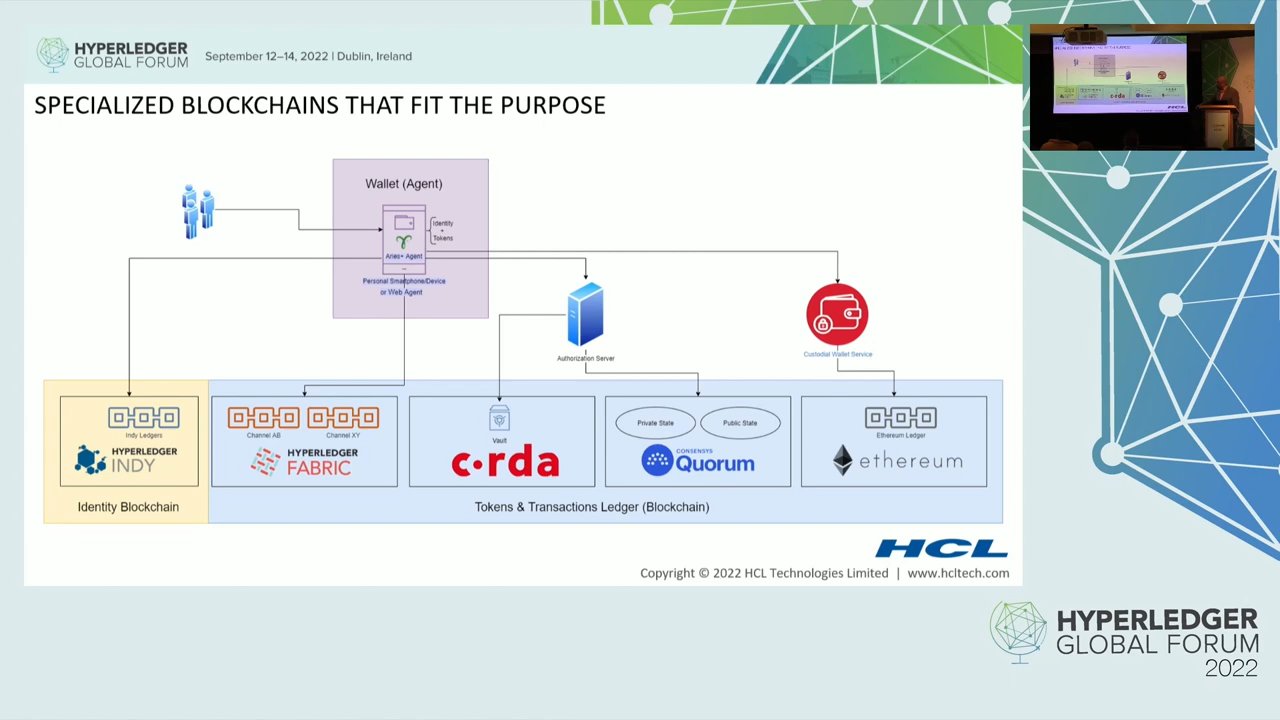 HYPERLEDGER
GLOBAL FORUM
September 12–14, 2022 | Dublin, Ireland
SPECIALIZED BLOCKCHAINS THAT FIT THE PURPOSE
Wallet (Agent)
Identity
+
Tokens
Aries+ Agent
Personal Smartphone/Device
or Web Agent
Authorization Server
Custodial Wallet Service
Indy Ledgers
HYPERLEDGER
INDY
Identity Blockchain
Channel AB
Channel XY
HYPERLEDGER
FABRIC
Vault
c·rda
Private State
Public State
CONSENSYS
Quorum
Ethereum Ledger
ethereum
Tokens & Transactions Ledger (Blockchain)
HCL
Copyright © 2022 HCL Technologies Limited | www.hcltech.com
HYPERLEDGER
GLOBAL FORUM
2022